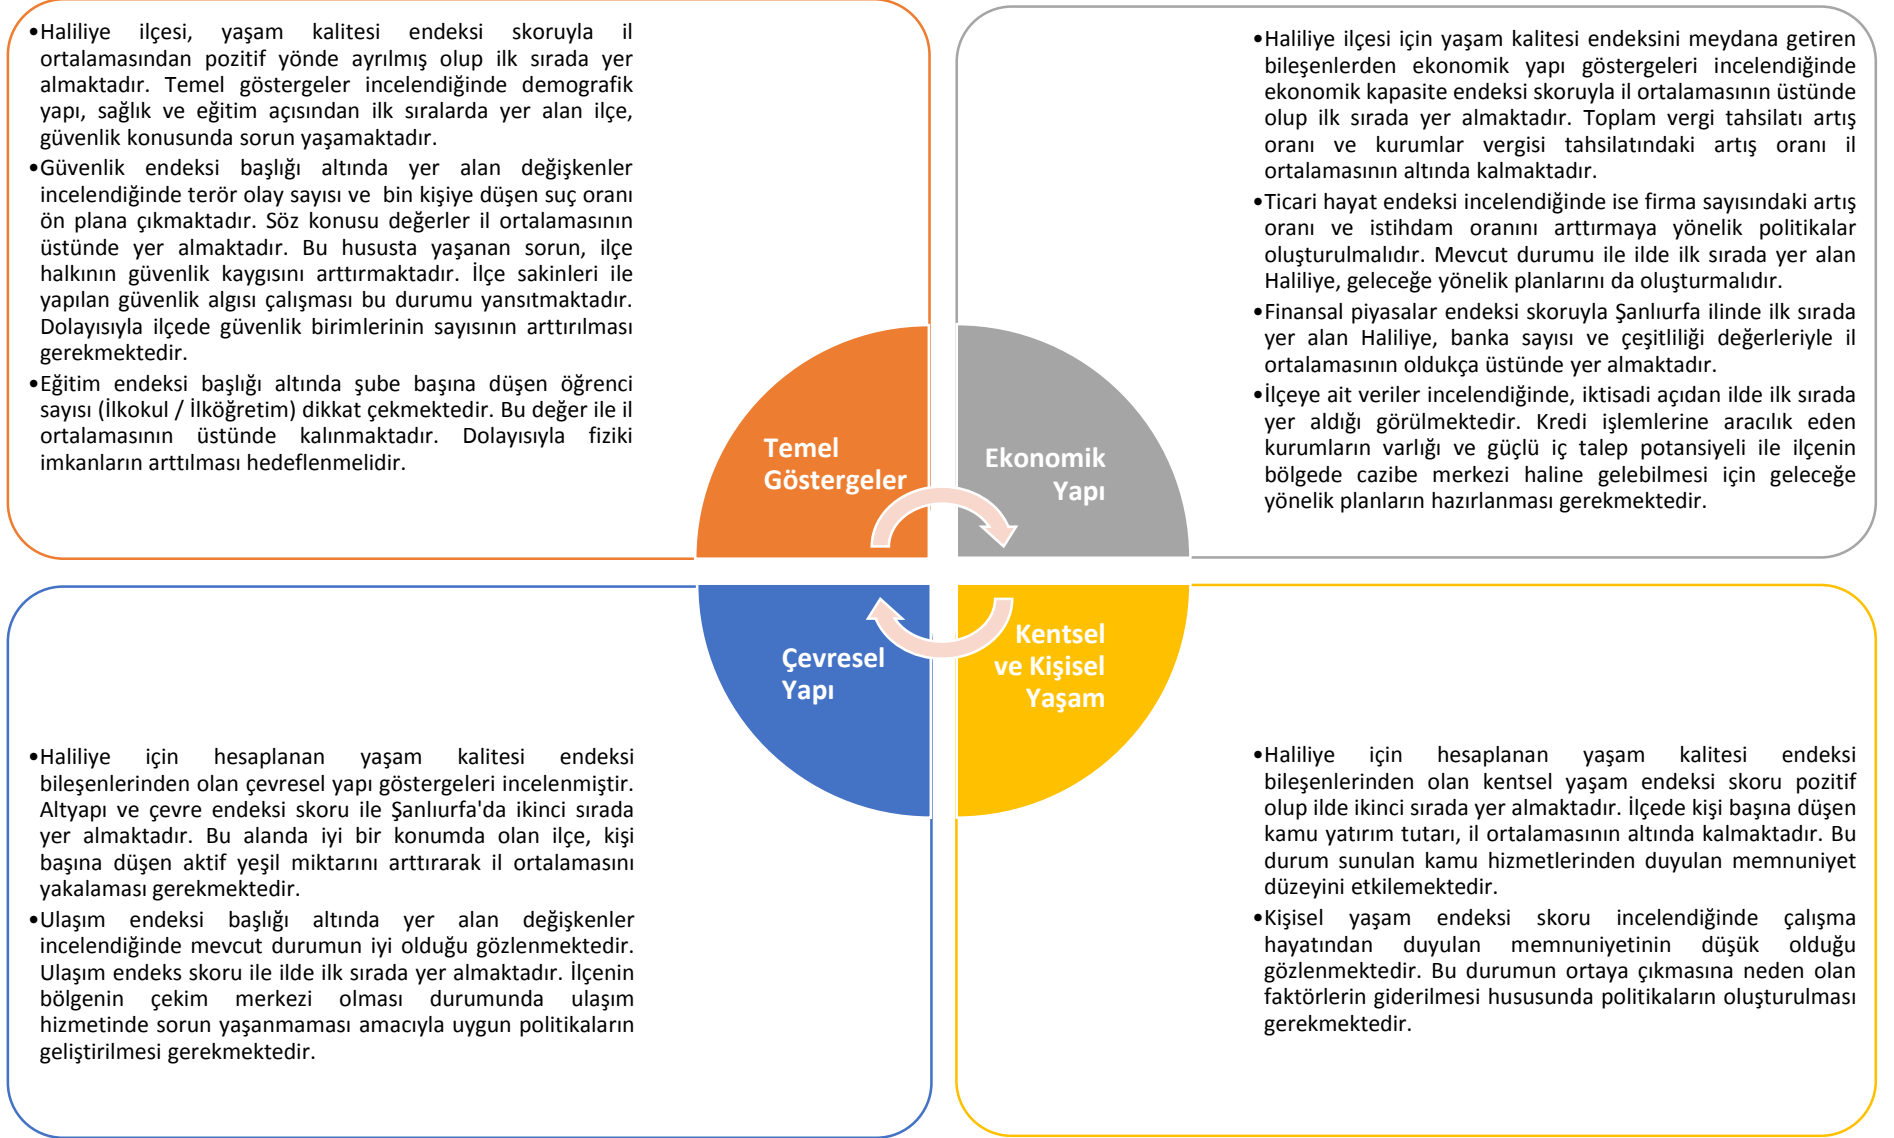 •Haliliye ilçesi, yaşam kalitesi endeksi skoruyla il
ortalamasından pozitif yönde ayrılmış olup ilk sırada yer
almaktadır. Temel göstergeler incelendiğinde demografik
yapı, sağlık ve eğitim açısından ilk sıralarda yer alan ilçe,
güvenlik konusunda sorun yaşamaktadır.
•Güvenlik endeksi başlığı altında yer alan değişkenler
incelendiğinde terör olay sayısı ve bin kişiye düşen suç oranı
ön plana çıkmaktadır. Söz konusu değerler il ortalamasının
üstünde yer almaktadır. Bu hususta yaşanan sorun, ilçe
halkının güvenlik kaygısını arttırmaktadır. İlçe sakinleri ile
yapılan güvenlik algısı çalışması bu durumu yansıtmaktadır.
Dolayısıyla ilçede güvenlik birimlerinin sayısının arttırılması
gerekmektedir.
•Eğitim endeksi başlığı altında şube başına düşen öğrenci
sayısı (İlkokul / İlköğretim) dikkat çekmektedir. Bu değer ile il
ortalamasının üstünde kalınmaktadır. Dolayısıyla fiziki
imkanların arttılması hedeflenmelidir.
Temel
Göstergeler
•Haliliye ilçesi için yaşam kalitesi endeksini meydana getiren
bileşenlerden ekonomik yapı göstergeleri incelendiğinde
ekonomik kapasite endeksi skoruyla il ortalamasının üstünde
olup ilk sırada yer almaktadır. Toplam vergi tahsilatı artış
oranı ve kurumlar vergisi tahsilatındaki artış oranı il
ortalamasının altında kalmaktadır.
•Ticari hayat endeksi incelendiğinde ise firma sayısındaki artış
oranı ve istihdam oranını arttırmaya yönelik politikalar
oluşturulmalıdır. Mevcut durumu ile ilde ilk sırada yer alan
Haliliye, geleceğe yönelik planlarını da oluşturmalıdır.
•Finansal piyasalar endeksi skoruyla Şanlıurfa ilinde ilk sırada
yer alan Haliliye, banka sayısı ve çeşitliliği değerleriyle il
ortalamasının oldukça üstünde yer almaktadır.
•İlçeye ait veriler incelendiğinde, iktisadi açıdan ilde ilk sırada
yer aldığı görülmektedir. Kredi işlemlerine aracılık eden
kurumların varlığı ve güçlü iç talep potansiyeli ile ilçenin
bölgede cazibe merkezi haline gelebilmesi için geleceğe
yönelik planların hazırlanması gerekmektedir.
Ekonomik
Yapı
•Haliliye için hesaplanan yaşam kalitesi endeksi
bileşenlerinden olan çevresel yapı göstergeleri incelenmiştir.
Altyapı ve çevre endeksi skoru ile Şanlıurfa'da ikinci sırada
yer almaktadır. Bu alanda iyi bir konumda olan ilçe, kişi
başına düşen aktif yeşil miktarını arttırarak il ortalamasını
yakalaması gerekmektedir.
•Ulaşım endeksi başlığı altında yer alan değişkenler
incelendiğinde mevcut durumun iyi olduğu gözlenmektedir.
Ulaşım endeks skoru ile ilde ilk sırada yer almaktadır. İlçenin
bölgenin çekim merkezi olması durumunda ulaşım
hizmetinde sorun yaşanmaması amacıyla uygun politikaların
geliştirilmesi gerekmektedir.
Çevresel
Yapı
•Haliliye için hesaplanan yaşam kalitesi endeksi
bileşenlerinden olan kentsel yaşam endeksi skoru pozitif
olup ilde ikinci sırada yer almaktadır. İlçede kişi başına düşen
kamu yatırım tutarı, il ortalamasının altında kalmaktadır. Bu
durum sunulan kamu hizmetlerinden duyulan memnuniyet
düzeyini etkilemektedir.
•Kişisel yaşam endeksi skoru incelendiğinde çalışma
hayatından duyulan memnuniyetinin düşük olduğu
gözlenmektedir. Bu durumun ortaya çıkmasına neden olan
faktörlerin giderilmesi hususunda politikaların oluşturulması
gerekmektedir.
Kentsel
ve Kişisel
Yaşam